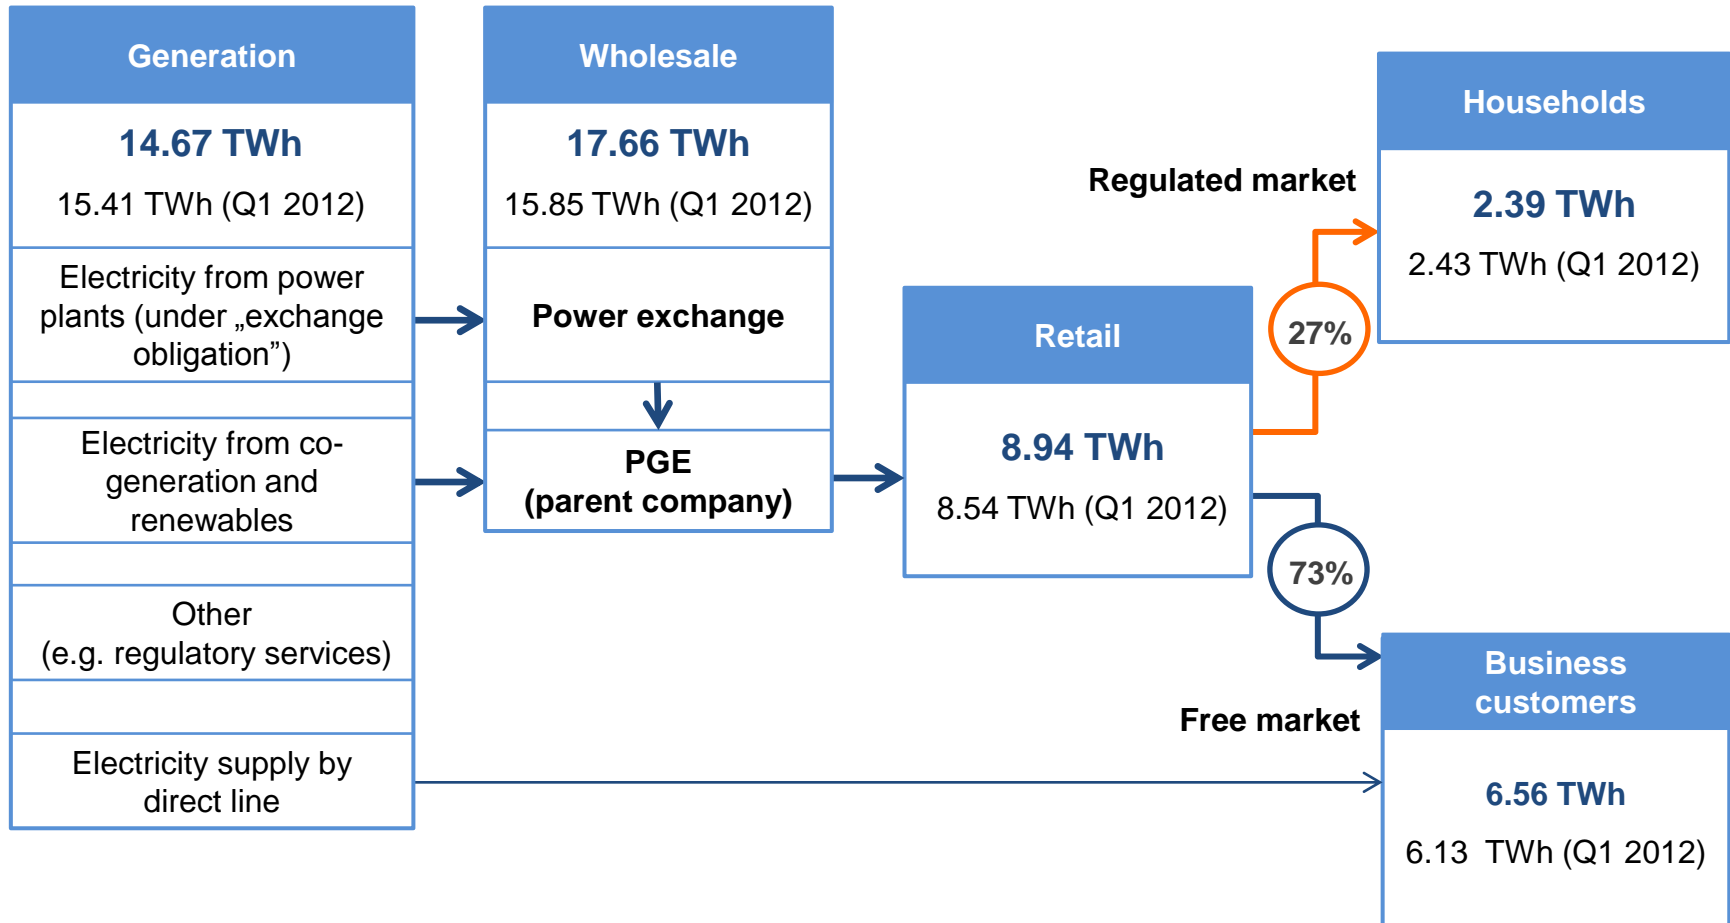 Generation
14.67 TWh
15.41 TWh (Q1 2012)
Electricity from power
plants (under „exchange
obligation”)
Electricity from co-
generation and
renewables
Other
(e.g. regulatory services)
Electricity supply by
direct line
Wholesale
17.66 TWh
15.85 TWh (Q1 2012)
Power exchange
PGE
(parent company)
Retail
8.94 TWh
8.54 TWh (Q1 2012)
Regulated market
27%
73%
Free market
Households
2.39 TWh
2.43 TWh (Q1 2012)
Business
customers
6.56 TWh
6.13 TWh (Q1 2012)